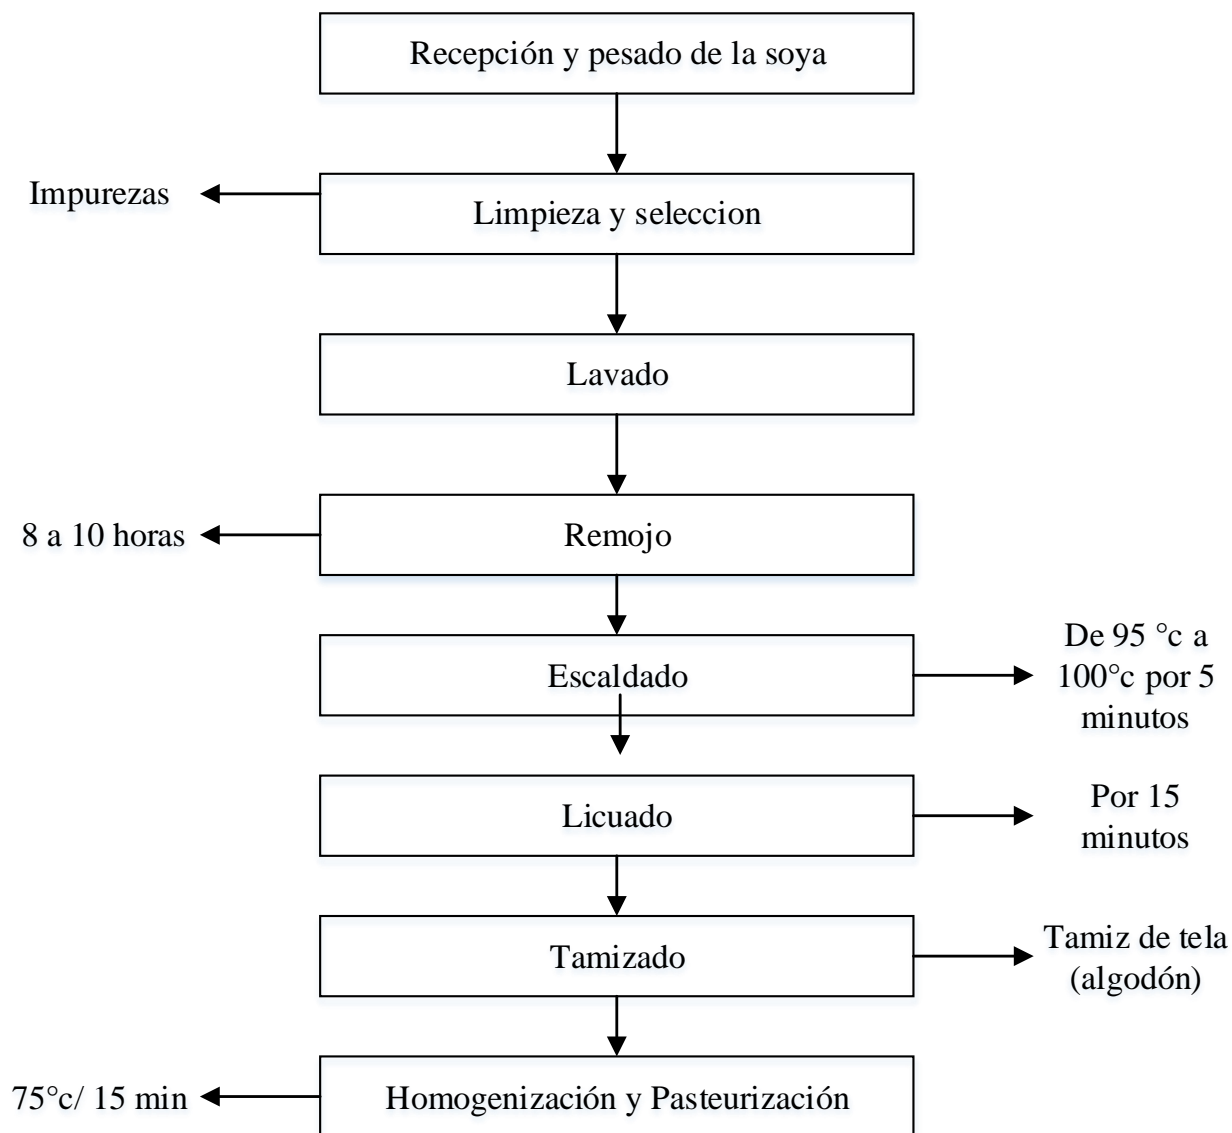 Recepción y pesado de la soya
Impurezas
Limpieza y seleccion
Lavado
8 a 10 horas
Remojo
Escaldado
De 95 °c a
100°c por 5
minutos
Licuado
Por 15
minutos
Tamizado
Tamiz de tela
(algodón)
75°c/ 15 min
Homogenización y Pasteurización